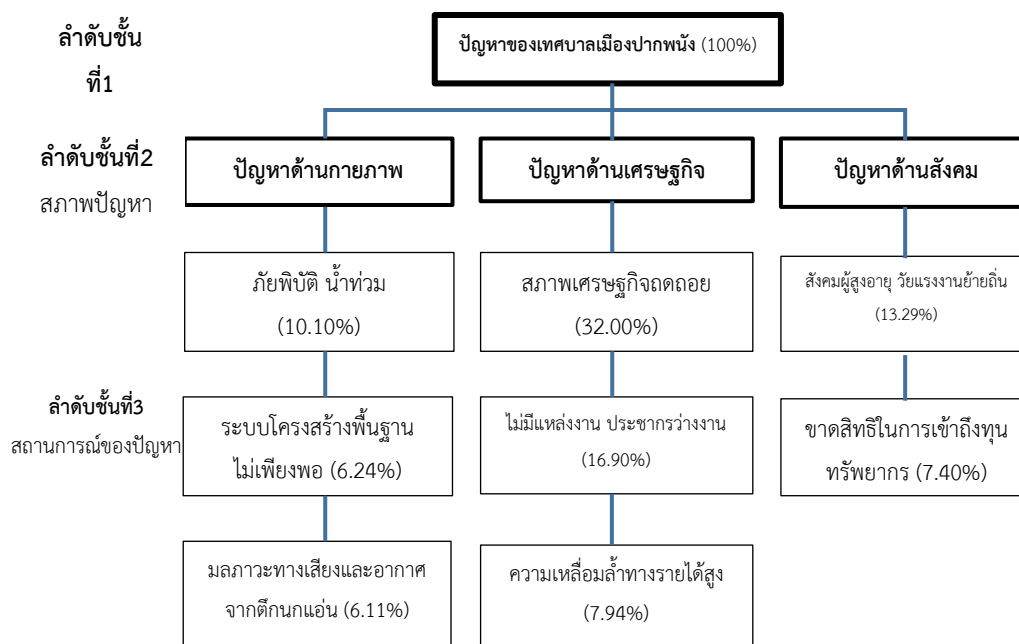 ลำดับชั้น
ที่1
ปัญหาของเทศบาลเมืองปากพนัง (100%)
ลำดับชั้นที่2
สภาพปัญหา
ปัญหาด้านกายภาพ
ปัญหาด้านเศรษฐกิจ
ปัญหาด้านสังคม
ภัยพิบัติ น้ำท่วม
(10.10%)
สภาพเศรษฐกิจถดถอย
(32.00%)
สังคมผู้สูงอายุ วัยแรงงานย้ายถิ่น
(13.29%)
ลำดับชั้นที่3
สถานการณ์ของปัญหา
ระบบโครงสร้างพื้นฐาน
ไม่เพียงพอ (6.24%)
ไม่มีแหล่งงาน ประชากรว่างงาน
(16.90%)
ขาดสิทธิในการเข้าถึงทุน
ทรัพยากร (7.40%)
มลภาวะทางเสียงและอากาศ
จากตึกนกแอ่น (6.11%)
ความเหลื่อมล้ำทางรายได้สูง
(7.94%)